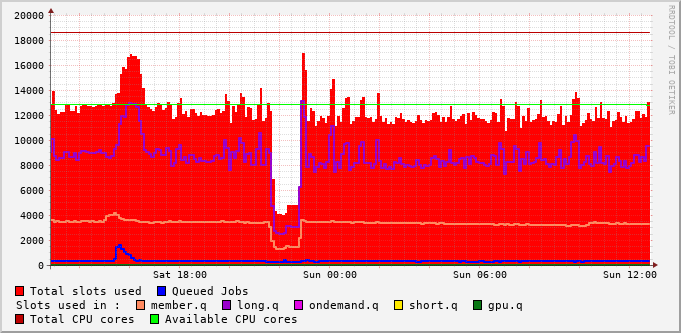 20000
18000
16000
14000
12000
10000
8000
6000
4000
2000
0
Sat 18:00 Sun 00:00 Sun 06:00 Sun 12:00
RRDTOOL / TOBI OETIKER
Total slots used Queued Jobs
Slots used in : member.q long.q ondemand.q short.q gpu.q
Total CPU cores Available CPU cores